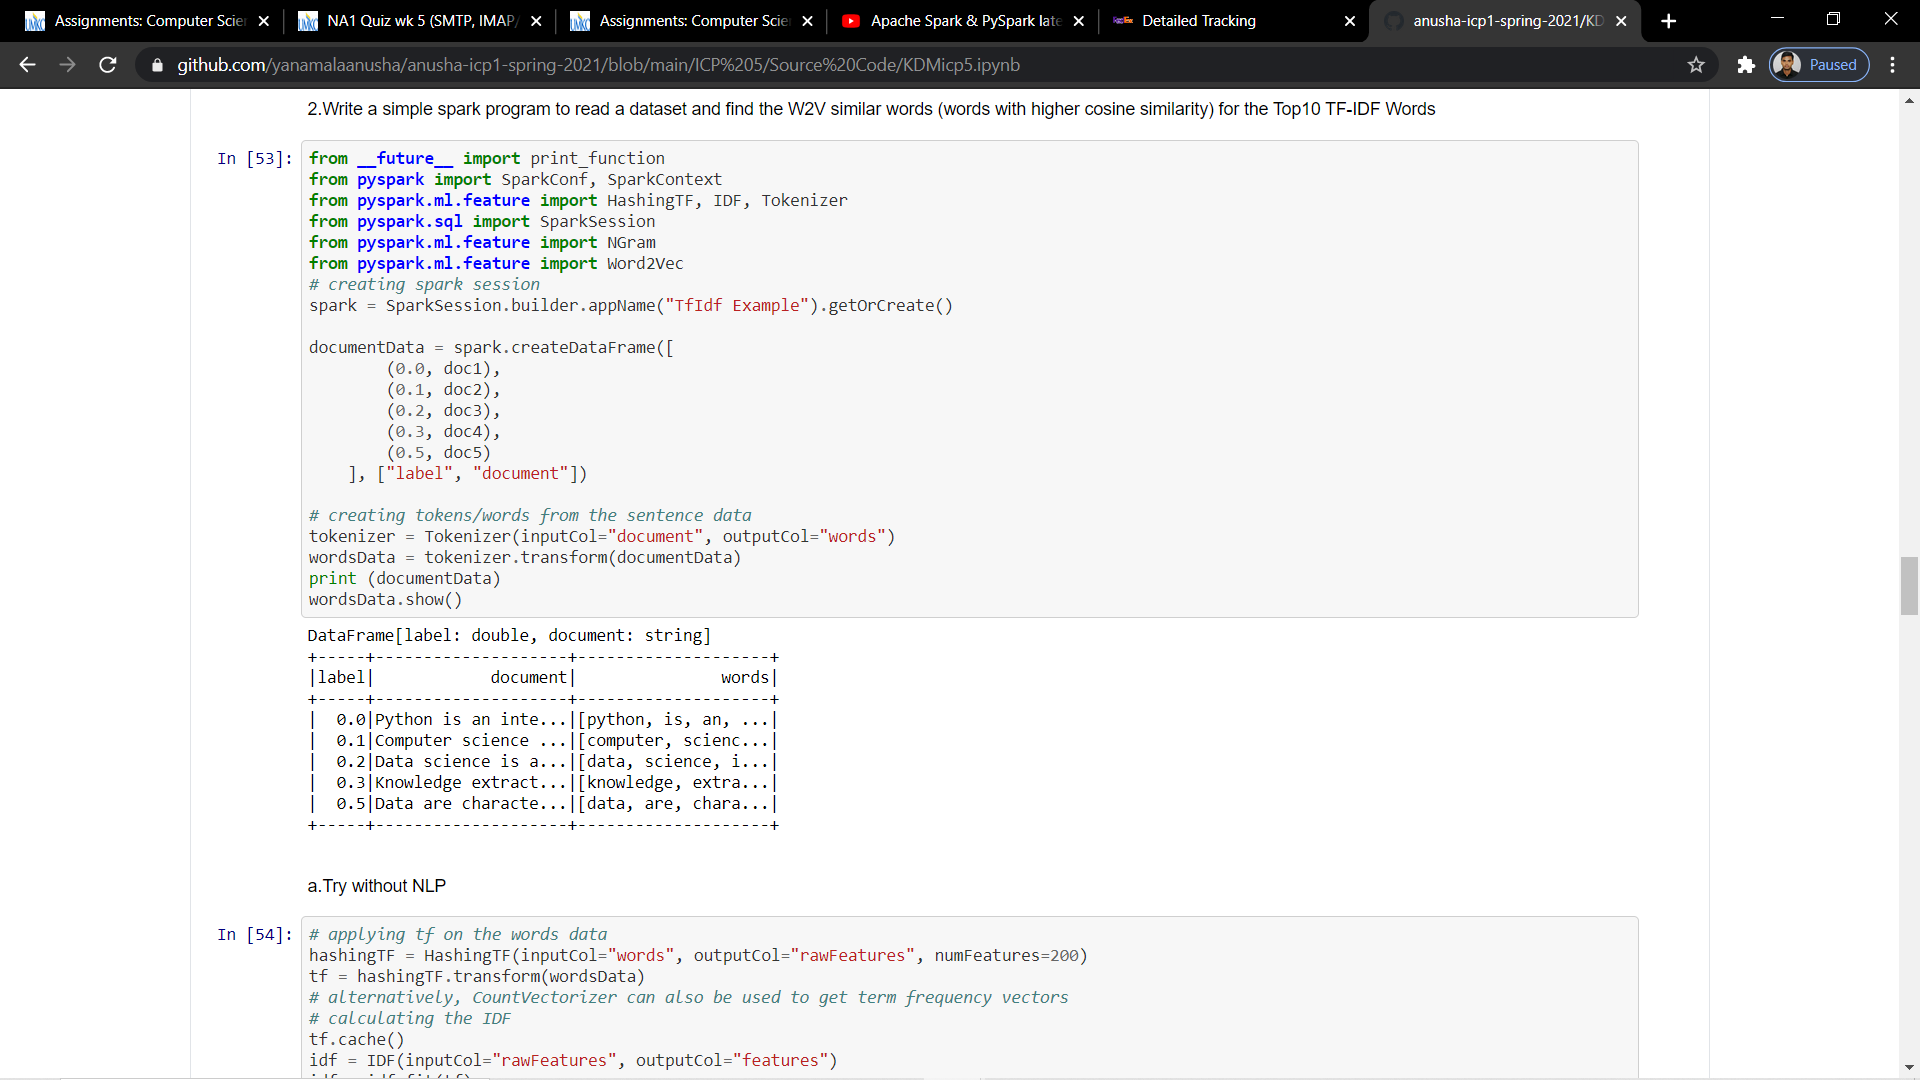 Assignments: Computer Scier
NA1 Quiz wk 5 (SMTP, IMAP,
Assignments: Computer Scie
Apache Spark & PySpark late
Detailed Tracking
anusha-icp1-spring-2021/KD
github.com/yanamalaanusha/anusha-icp1-spring-2021/blob/main/ICP%205/Source%20Code/KDMicp5.ipynb
Paused
2.Write a simple spark program to read a dataset and find the W2V similar words (words with higher cosine similarity) for the Top10 TF-IDF Words
In [53]:
from __future__ import print_function
from pyspark import SparkConf, SparkContext
from pyspark.ml.feature import HashingTF, IDF, Tokenizer
from pyspark.sql import SparkSession
from pyspark.ml.feature import NGram
from pyspark.ml.feature import Word2Vec
# creating spark session
spark = SparkSession.builder.appName("TfIdf Example").getOrCreate()
documentData = spark.createDataFrame([
(0.0, doc1),
(0.1, doc2),
(0.2, doc3),
(0.3, doc4),
(0.5, doc5)
], ["label", "document"])
# creating tokens/words from the sentence data
tokenizer = Tokenizer(inputCol="document", outputCol="words")
wordsData = tokenizer.transform(documentData)
print (documentData)
wordsData.show()
DataFrame[label: double, document: string]
+-----+--------------------+--------------------+
|label|            document|               words|
+-----+--------------------+--------------------+
|  0.0|Python is an inte...|[python, is, an, ...|
|  0.1|Computer science ...|[computer, scienc...|
|  0.2|Data science is a...|[data, science, i...|
|  0.3|Knowledge extract...|[knowledge, extra...|
|  0.5|Data are characte...|[data, are, chara...|
+-----+--------------------+--------------------+
a.Try without NLP
In [54]:
# applying tf on the words data
hashingTF = HashingTF(inputCol="words", outputCol="rawFeatures", numFeatures=200)
tf = hashingTF.transform(wordsData)
# alternatively, CountVectorizer can also be used to get term frequency vectors
# calculating the IDF
tf.cache()
idf = IDF(inputCol="rawFeatures", outputCol="features")